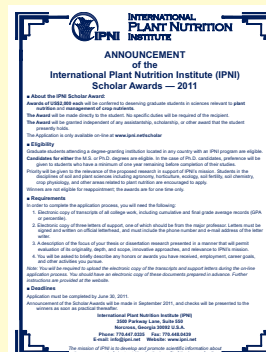 IPNI
INTERNATIONAL
PLANT NUTRITION
INSTITUTE
ANNOUNCEMENT
of the
International Plant Nutrition Institute (IPNI)
Scholar Awards — 2011
■ About the IPNI Scholar Award:
Awards of US$2,000 each will be conferred to deserving graduate students in sciences relevant to plant
nutrition and management of crop nutrients.
The Award will be made directly to the student. No specific duties will be required of the recipient.
The Award will be granted independent of any assistantship, scholarship, or other award that the student
presently holds.
The Application is only available on-line at www.ipni.net/scholar
■ Eligibility
Graduate students attending a degree-granting institution located in any country with an IPNI program are eligible.
Candidates for either the M.S. or Ph.D. degrees are eligible. In the case of Ph.D. candidates, preference will be
given to students who have a minimum of one year remaining before completion of their studies.
Priority will be given to the relevance of the proposed research in support of IPNI's mission. Students in the
disciplines of soil and plant sciences including agronomy, horticulture, ecology, soil fertility, soil chemistry,
crop physiology, and other areas related to plant nutrition are encouraged to apply.
Winners are not eligible for reappointment; the awards are for one time only.
■ Requirements
In order to complete the application process, you will need the following:
1. Electronic copy of transcripts of all college work, including cumulative and final grade average records (GPA
or percentile).
2. Electronic copy of three letters of support, one of which should be from the major professor. Letters must be
signed and written on official letterhead, and must include the phone number and e-mail address of the letter
writer.
3. A description of the focus of your thesis or dissertation research presented in a manner that will permit
evaluation of its originality, depth, and scope, innovative approaches, and relevance to IPNI's mission.
4. You will be asked to briefly describe any honors or awards you have received, employment, career goals,
and other activities you pursue.
Note: You will be required to upload the electronic copy of the transcripts and support letters during the on-line
application process. You should have an electronic copy of these documents prepared in advance. Further
instructions are provided at the website.
■ Deadlines
Application must be completed by June 30, 2011.
Announcement of the Scholar Awards will be made in September 2011, and checks will be presented to the
winners as soon as practical thereafter.
International Plant Nutrition Institute (IPNI)
3500 Parkway Lane, Suite 550
Norcross, Georgia 30092 U.S.A.
Phone: 770.447.0335 Fax: 770.448.0439
E-mail: info@ipni.net Website: www.ipni.net
The mission of IPNI is to develop and promote scientific information about